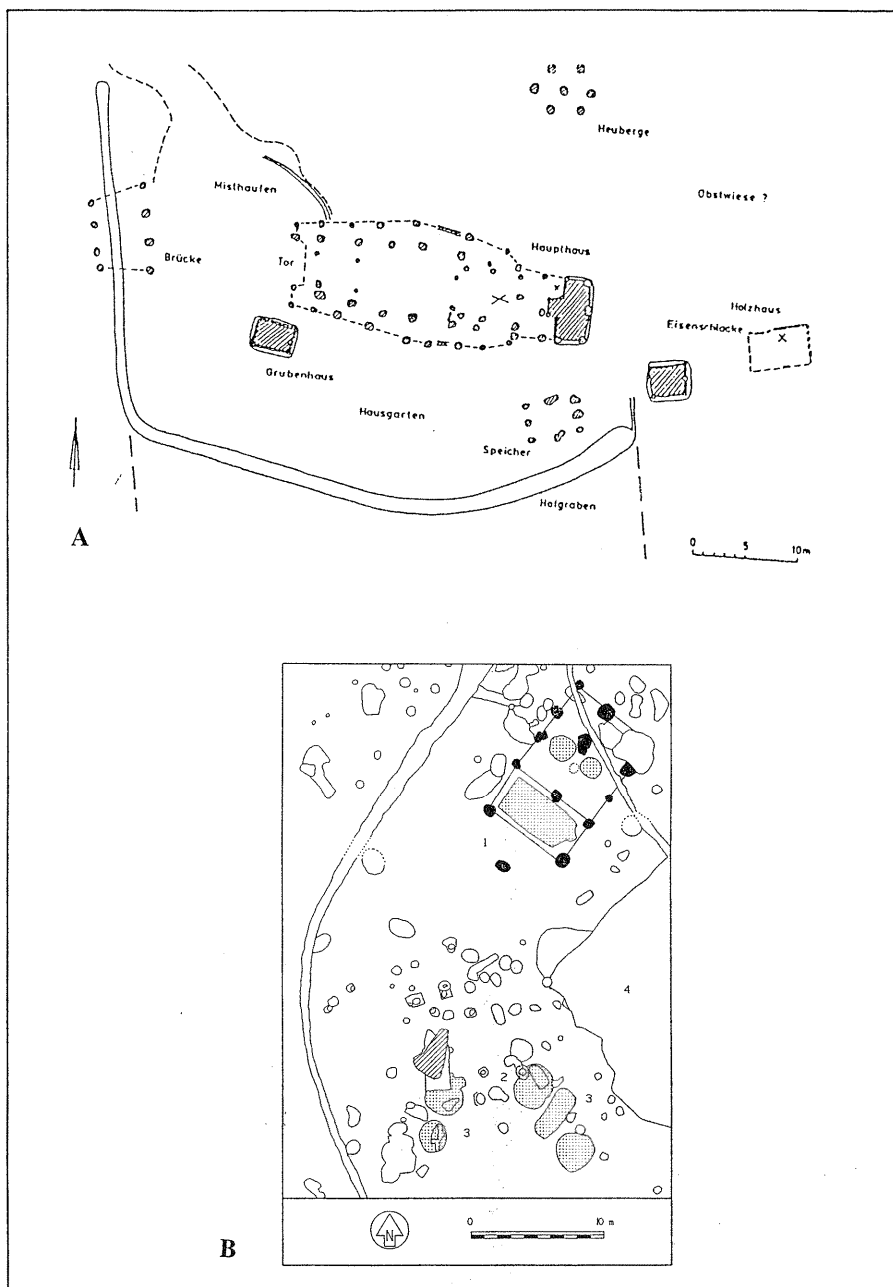 Heuberge
Misthaufen
Obstwiese ?
Haupthaus
Brücke
Tor
Holzhaus
Eisenschlacke
Grubenhaus
Hausgarten
Speicher
Hofgraben
A
0 5 10m
1
4
2
3
3
N
0 10 m
B